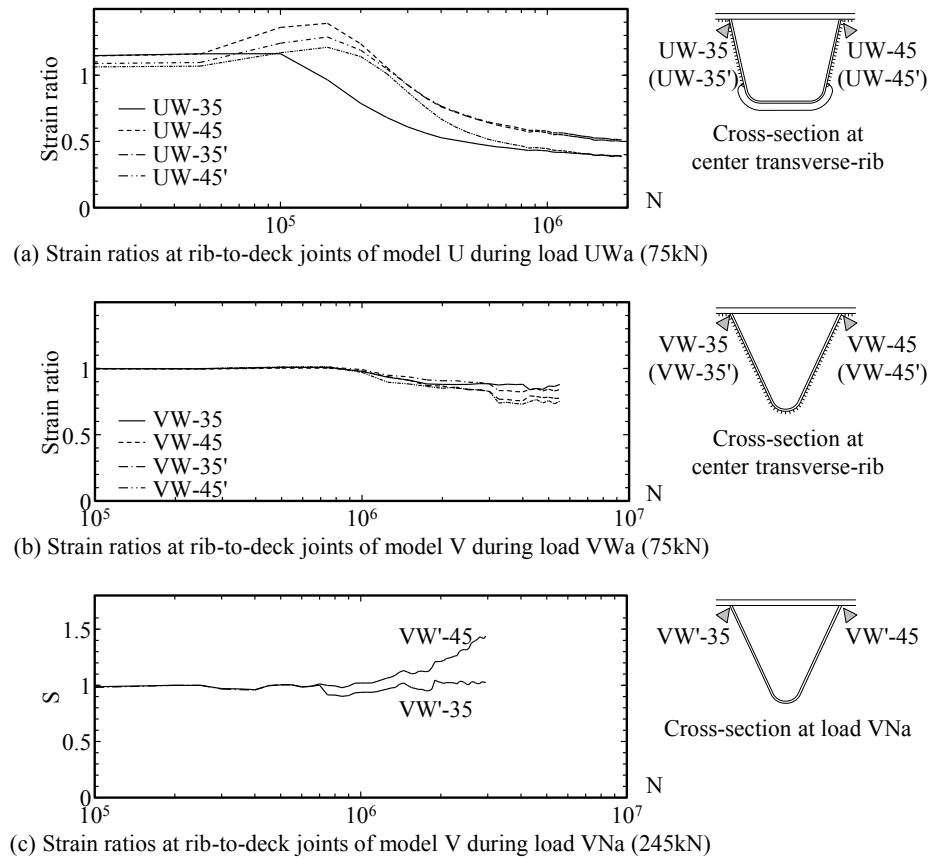 Strain ratio
1
0.5
0
UW-35
UW-45
UW-35'
UW-45'
10⁵
10⁶
N
UW-35
(UW-35')
UW-45
(UW-45')
Cross-section at
center transverse-rib
(a) Strain ratios at rib-to-deck joints of model U during load UWa (75kN)
Strain ratio
1
0.5
0
VW-35
VW-45
VW-35'
VW-45'
10⁵
10⁶
10⁷
N
VW-35
(VW-35')
VW-45
(VW-45')
Cross-section at
center transverse-rib
(b) Strain ratios at rib-to-deck joints of model V during load VWa (75kN)
S
1.5
1
0.5
0
VW'-45
VW'-35
10⁵
10⁶
10⁷
N
VW'-35
VW'-45
Cross-section at load VNa
(c) Strain ratios at rib-to-deck joints of model V during load VNa (245kN)